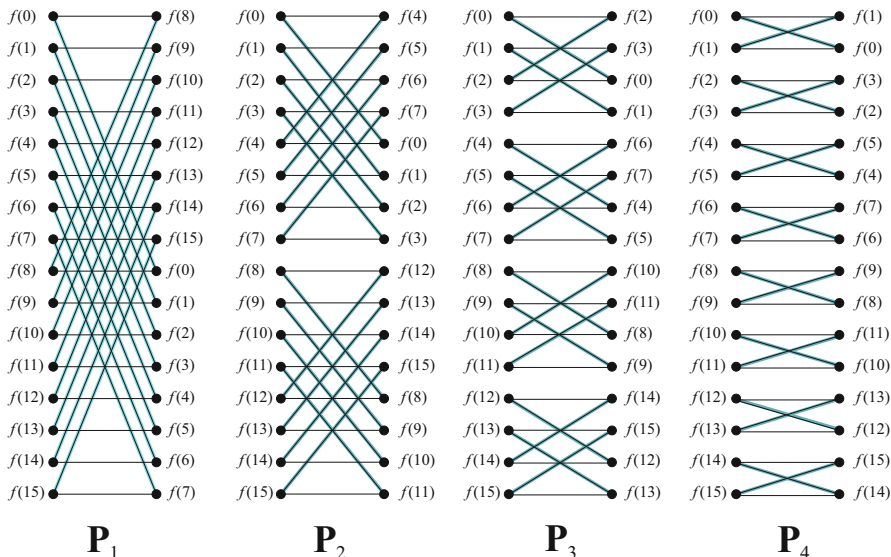 f(0) f(8) f(0) f(4) f(0) f(2) f(0) f(1)
f(1) f(9) f(1) f(5) f(1) f(3) f(1) f(0)
f(2) f(10) f(2) f(6) f(2) f(0) f(2) f(3)
f(3) f(11) f(3) f(7) f(3) f(1) f(3) f(2)
f(4) f(12) f(4) f(0) f(4) f(6) f(4) f(5)
f(5) f(13) f(5) f(1) f(5) f(7) f(5) f(4)
f(6) f(14) f(6) f(2) f(6) f(4) f(6) f(7)
f(7) f(15) f(7) f(3) f(7) f(5) f(7) f(6)
f(8) f(0) f(8) f(12) f(8) f(10) f(8) f(9)
f(9) f(1) f(9) f(13) f(9) f(11) f(9) f(8)
f(10) f(2) f(10) f(14) f(10) f(8) f(10) f(11)
f(11) f(3) f(11) f(15) f(11) f(9) f(11) f(10)
f(12) f(4) f(12) f(8) f(12) f(14) f(12) f(13)
f(13) f(5) f(13) f(9) f(13) f(15) f(13) f(12)
f(14) f(6) f(14) f(10) f(14) f(12) f(14) f(15)
f(15) f(7) f(15) f(11) f(15) f(13) f(15) f(14)
P₁ P₂ P₃ P₄